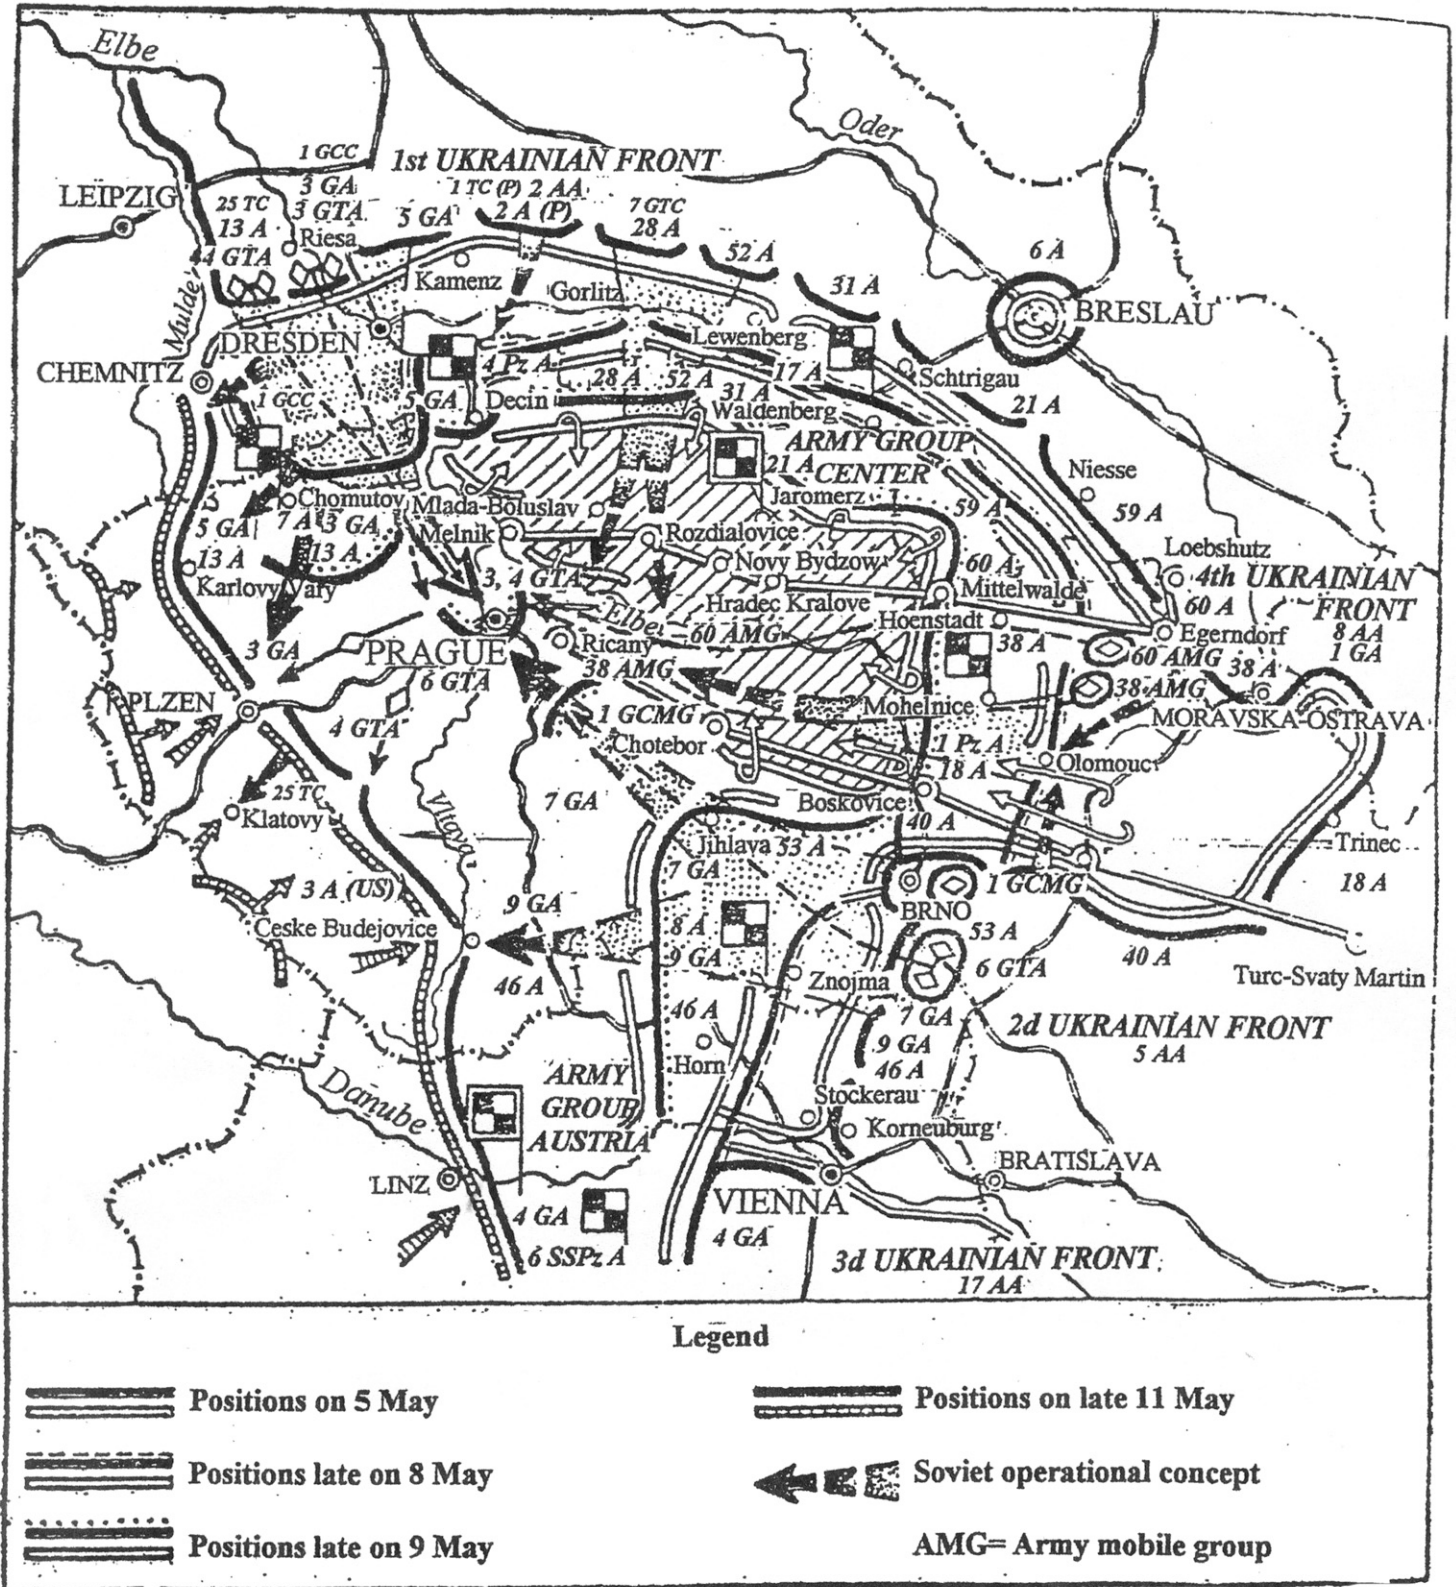 Elbe
Oder
1 GCC
1st UKRAINIAN FRONT
3 GA
1 TC (P) 2 AA
LEIPZIG
25 TC
3 GTA
5 GA
2 A (P)
7 GTC
13 A
28 A
Riesa
52 A
6 A
4 GTA
Kamenz
31 A
Gorlitz
BRESLAU
Mulde
DRESDEN
Lewenberg
4 Pz A
CHEMNITZ
17 A
Schtrigau
28 A
52 A
1 GCC
5 GA
Decin
31 A
21 A
Waldenberg
ARMY GROUP
CENTER
21 A
Niesse
Chomutov
Mlada-Boluslav
Jaromerz
59 A
59 A
5 GA
7 A
3 GA
Melnik
Rozdialovice
13 A
13 A
Loebshutz
Karlovy Vary
Novy Bydzow
60 A
4th UKRAINIAN
FRONT
3, 4 GTA
Mittelwalde
Hradec Kralove
60 A
Elbe
Hoenstadt
8 AA
1 GA
60 AMG
Egerndorf
3 GA
PRAGUE
Ricany
38 A
60 AMG
38 A
38 AMG
6 GTA
38 AMG
PLZEN
Mohelnice
MORAVSKA-OSTRAVA
1 GCMG
4 GTA
Chotebor
1 Pz A
18 A
Olomouc
25 TC
7 GA
Boskovice
Klatovy
Vltava
40 A
Jihlava
53 A
Trinec
7 GA
3 A (US)
1 GCMG
18 A
9 GA
BRNO
Ceske Budejovice
8 A
53 A
9 GA
40 A
46 A
Znojma
6 GTA
Turc-Svaty Martin
46 A
7 GA
2d UKRAINIAN FRONT
9 GA
5 AA
Horn
46 A
ARMY
GROUP
AUSTRIA
Danube
Stockerau
Korneuburg
BRATISLAVA
LINZ
VIENNA
4 GA
4 GA
6 SSPz A
3d UKRAINIAN FRONT
17 AA
Legend
Positions on 5 May
Positions on late 11 May
Positions late on 8 May
Soviet operational concept
Positions late on 9 May
AMG= Army mobile group